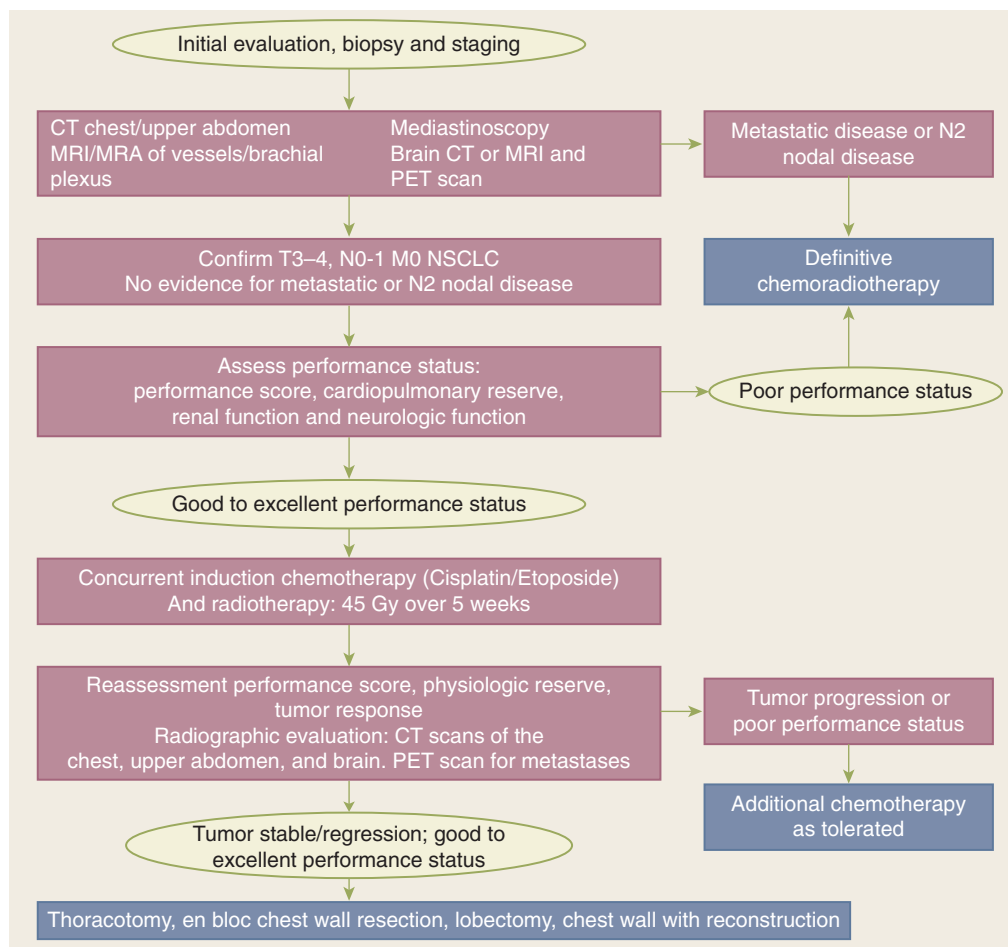 Initial evaluation, biopsy and staging
CT chest/upper abdomen
MRI/MRA of vessels/brachial
plexus
Mediastinoscopy
Brain CT or MRI and
PET scan
Metastatic disease or N2
nodal disease
Confirm T3–4, N0-1 M0 NSCLC
No evidence for metastatic or N2 nodal disease
Definitive
chemoradiotherapy
Assess performance status:
performance score, cardiopulmonary reserve,
renal function and neurologic function
Poor performance status
Good to excellent performance status
Concurrent induction chemotherapy (Cisplatin/Etoposide)
And radiotherapy: 45 Gy over 5 weeks
Reassessment performance score, physiologic reserve,
tumor response
Radiographic evaluation: CT scans of the
chest, upper abdomen, and brain. PET scan for metastases
Tumor progression or
poor performance status
Additional chemotherapy
as tolerated
Tumor stable/regression; good to
excellent performance status
Thoracotomy, en bloc chest wall resection, lobectomy, chest wall with reconstruction